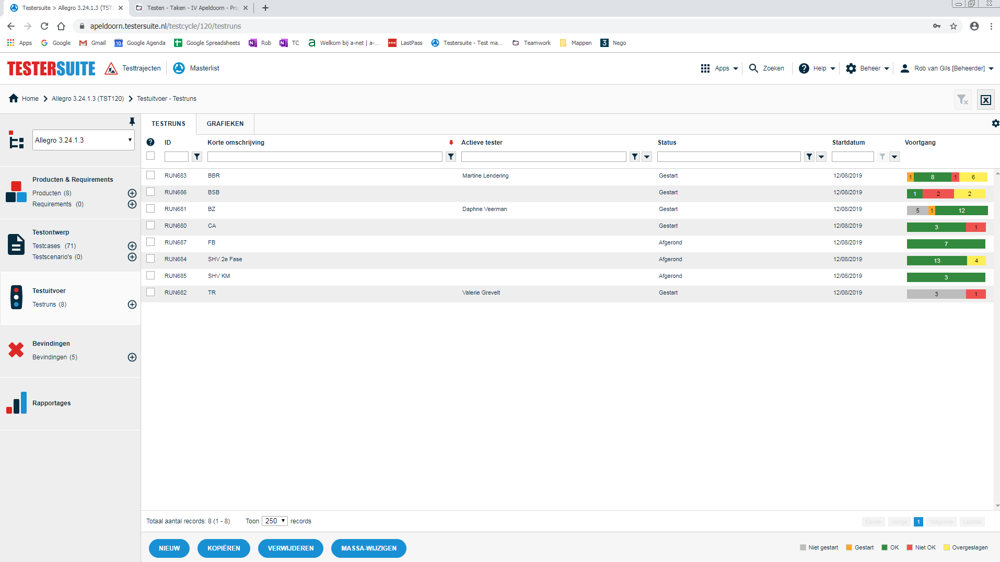 Testersuite > Allegro 3.24.1.3 (TST
Testen - Taken - IV Apeldoorn - Pro
apeldoorn.testersuite.nl/testcycle/120/testruns
Apps Google Gmail 10 Google Agenda Google Spreadsheets Rob TC a Welkom bij a-net | a-... LastPass Testersuite - Test ma... Teamwork Mappen 3 Nego
TESTERSUITE Testtrajecten Masterlist Apps Zoeken Help Beheer Rob van Gils [Beheerder]
Home Allegro 3.24.1.3 (TST120) Testuitvoer - Testruns
Allegro 3.24.1.3
Producten & Requirements
Producten (8)
Requirements (0)
Testontwerp
Testcases (71)
Testscenario's (0)
Testuitvoer
Testruns (8)
Bevindingen
Bevindingen (5)
Rapportages
TESTRUNS GRAFIEKEN
ID Korte omschrijving Actieve tester Status Startdatum Voortgang
RUN683 BBR Martine Lendering Gestart 12/08/2019 1 8 1 6
RUN686 BSB Gestart 12/08/2019 1 2 2
RUN681 BZ Daphne Veerman Gestart 12/08/2019 5 1 12
RUN680 CA Gestart 12/08/2019 3 1
RUN687 FB Afgerond 12/08/2019 7
RUN684 SHV 2e Fase Afgerond 12/08/2019 13 4
RUN685 SHV KM Afgerond 12/08/2019 3
RUN682 TR Valerie Grevelt Gestart 12/08/2019 3 1
Totaal aantal records: 8 (1 - 8) Toon 250 records Eerste Vorige 1 Volgende Laatste
NIEUW KOPIËREN VERWIJDEREN MASSA-WIJZIGEN
Niet gestart Gestart OK Niet OK Overgeslagen